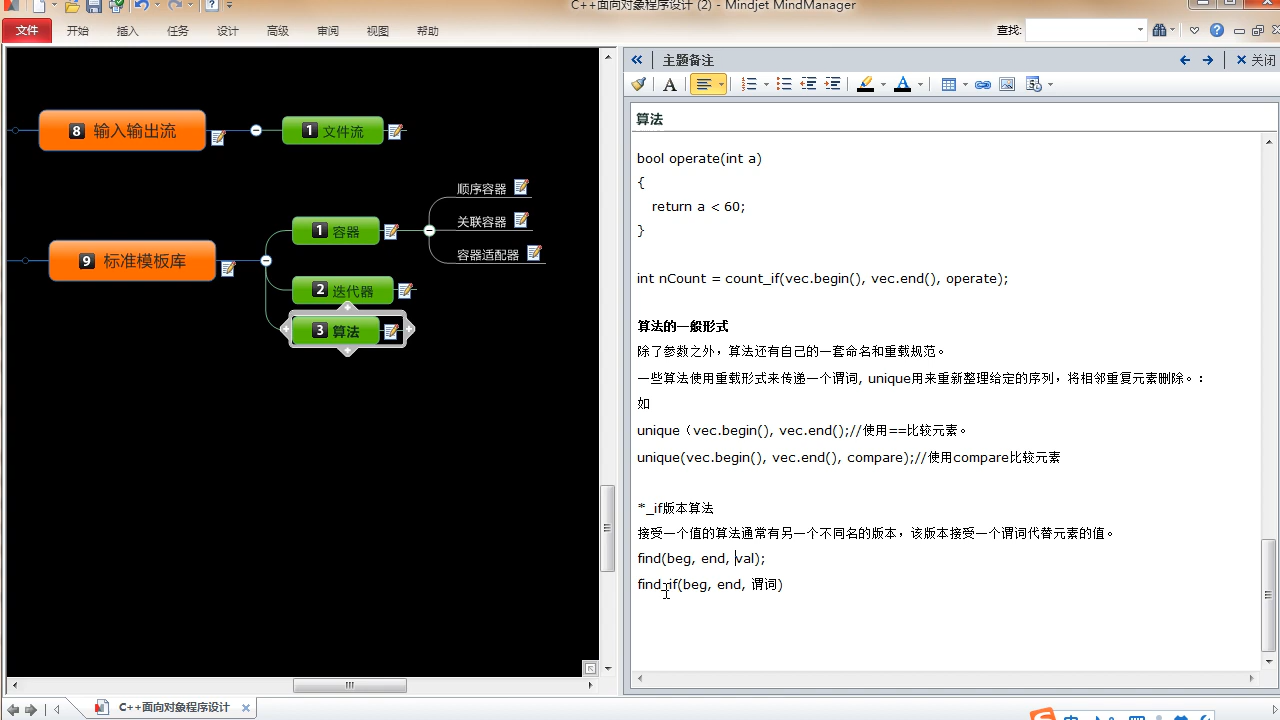 C++面向对象程序设计 (2) - Mindjet MindManager
文件 开始 插入 任务 设计 高级 审阅 视图 帮助
查找:
主题备注
关闭
算法
8 输入输出流
1 文件流
9 标准模板库
1 容器
顺序容器
关联容器
容器适配器
2 迭代器
3 算法
bool operate(int a)
{
return a < 60;
}
int nCount = count_if(vec.begin(), vec.end(), operate);
算法的一般形式
除了参数之外，算法还有自己的一套命名和重载规范。
一些算法使用重载形式来传递一个谓词, unique用来重新整理给定的序列，将相邻重复元素删除。：
如
unique（vec.begin(), vec.end();//使用==比较元素。
unique(vec.begin(), vec.end(), compare);//使用compare比较元素
*_if版本算法
接受一个值的算法通常有另一个不同名的版本，该版本接受一个谓词代替元素的值。
find(beg, end, val);
find_if(beg, end, 谓词)
C++面向对象程序设计
中